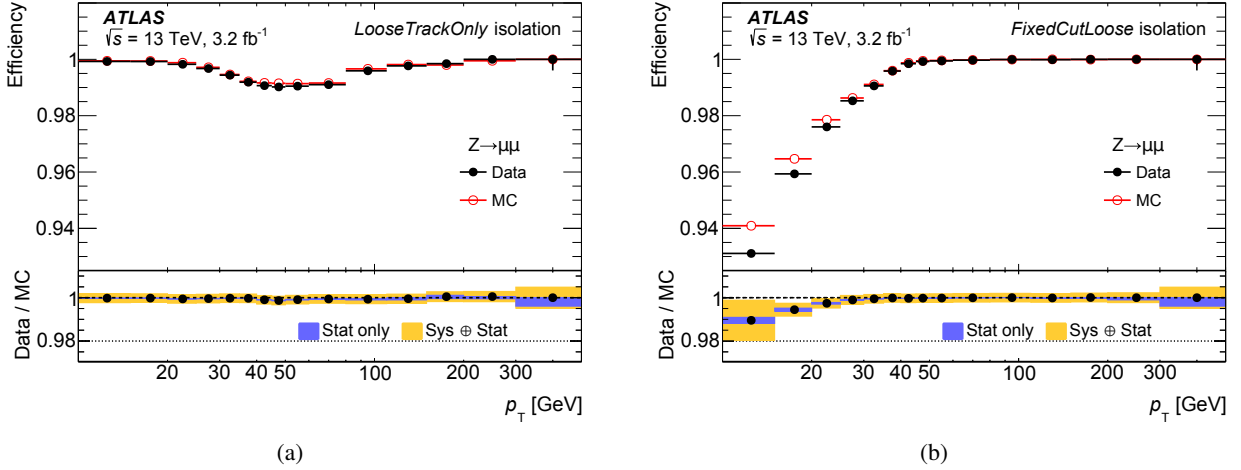 ATLAS
√s = 13 TeV, 3.2 fb⁻¹
LooseTrackOnly isolation
Efficiency
1
0.98
0.96
0.94
Z→μμ
Data
MC
Data / MC
1
0.98
Stat only
Sys ⊕ Stat
20 30 40 50 100 200 300
p_T [GeV]
(a)
ATLAS
√s = 13 TeV, 3.2 fb⁻¹
FixedCutLoose isolation
Efficiency
1
0.98
0.96
0.94
Z→μμ
Data
MC
Data / MC
1
0.98
Stat only
Sys ⊕ Stat
20 30 40 50 100 200 300
p_T [GeV]
(b)